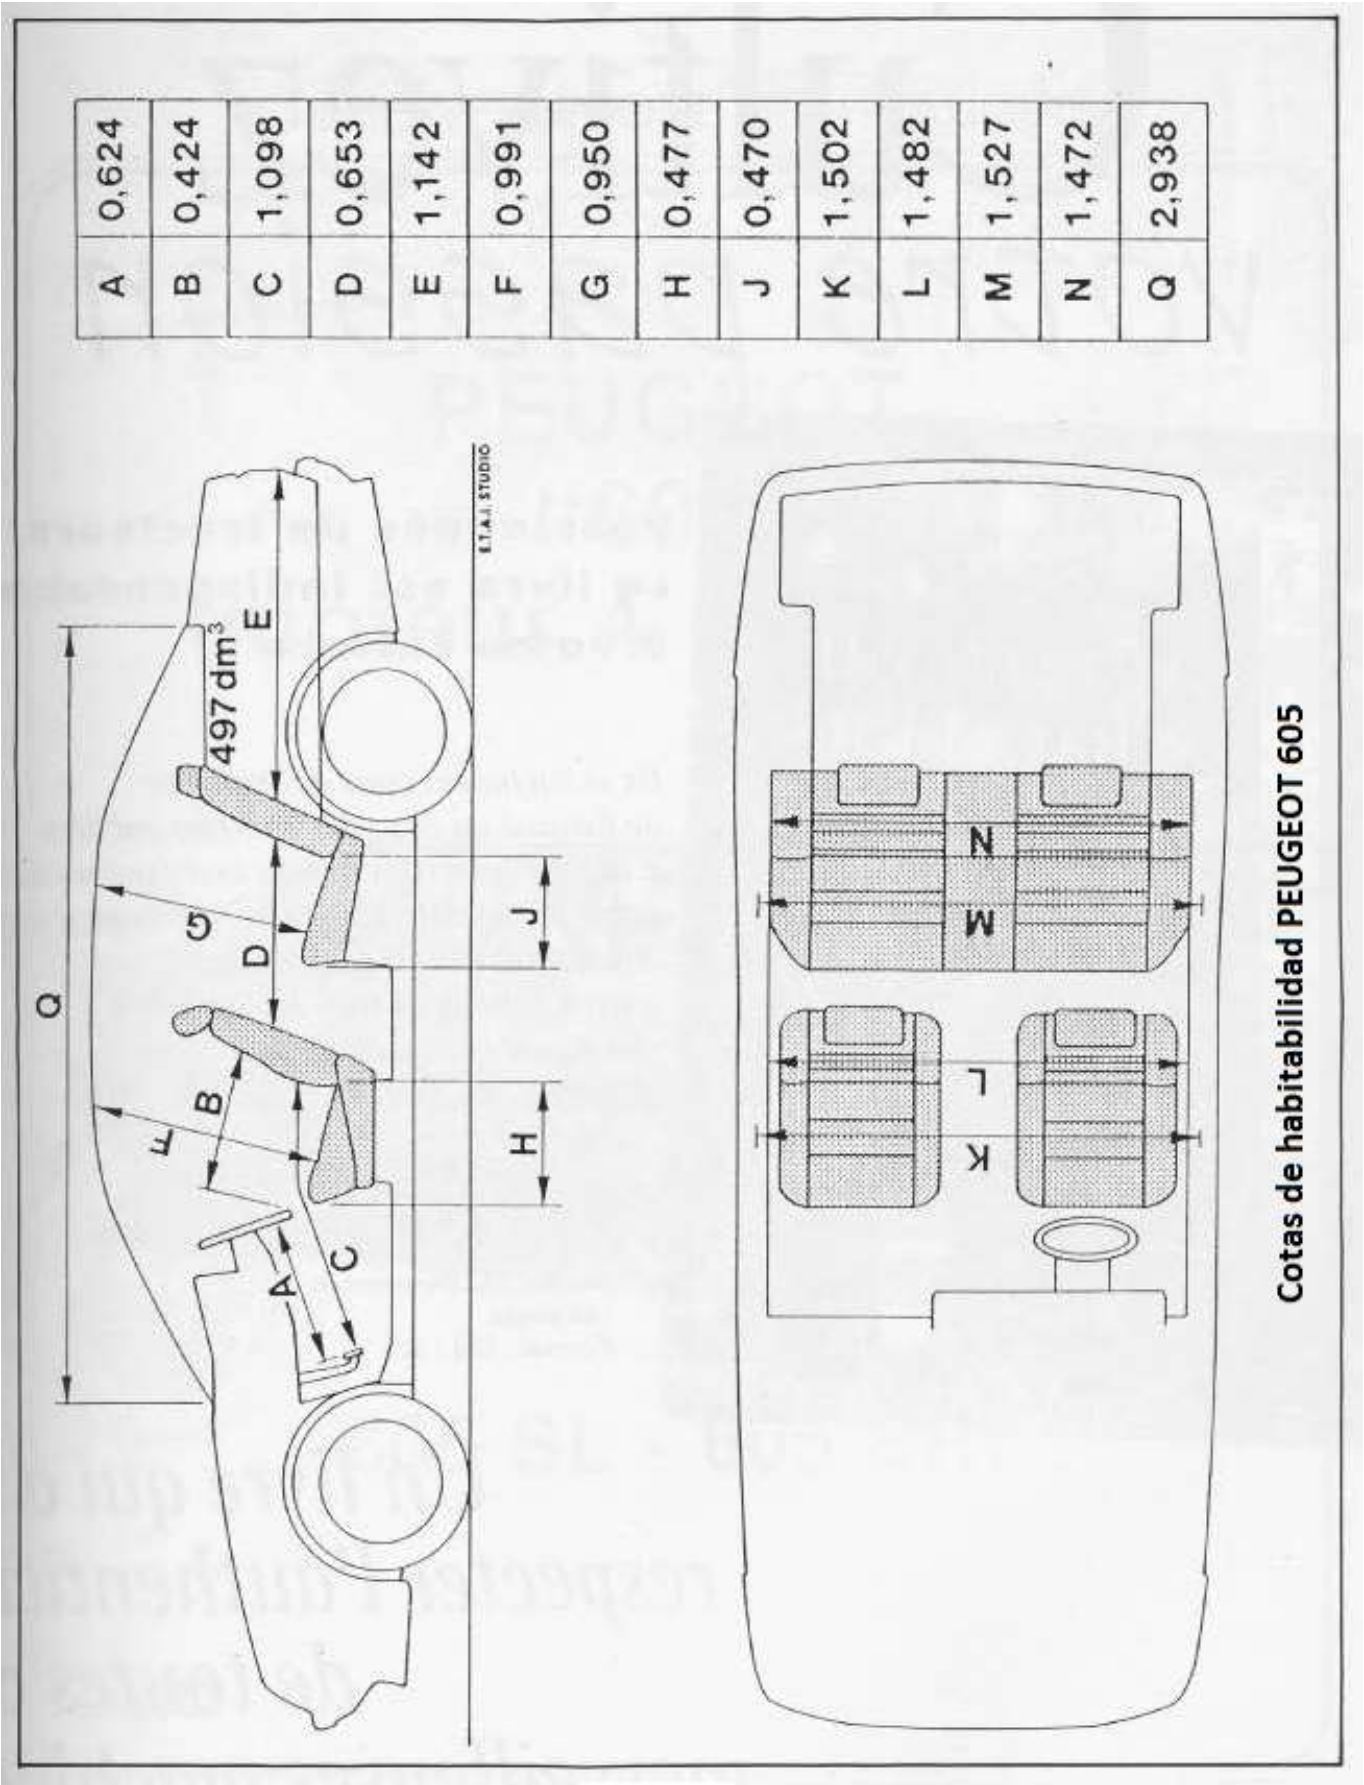 A 0,624
B 0,424
C 1,098
D 0,653
E 1,142
F 0,991
G 0,950
H 0,477
J 0,470
K 1,502
L 1,482
M 1,527
N 1,472
Q 2,938
Q
F
G
B
D
497 dm³
E
A
C
H
J
E.T.A.I. STUDIO
K
L
M
N
Cotas de habitabilidad PEUGEOT 605